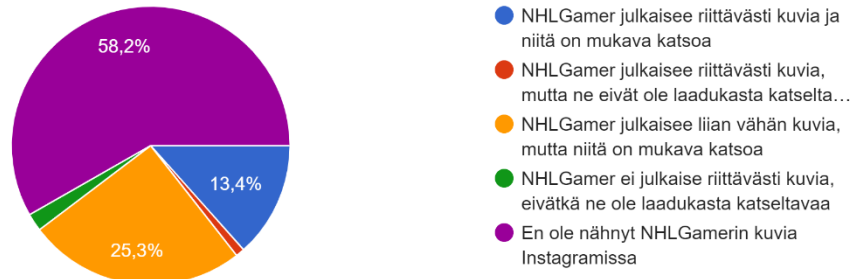 58,2%
13,4%
25,3%
NHLGamer julkaisee riittävästi kuvia ja
niitä on mukava katsoa
NHLGamer julkaisee riittävästi kuvia,
mutta ne eivät ole laadukasta katselta…
NHLGamer julkaisee liian vähän kuvia,
mutta niitä on mukava katsoa
NHLGamer ei julkaise riittävästi kuvia,
eivätkä ne ole laadukasta katseltavaa
En ole nähnyt NHLGamerin kuvia
Instagramissa